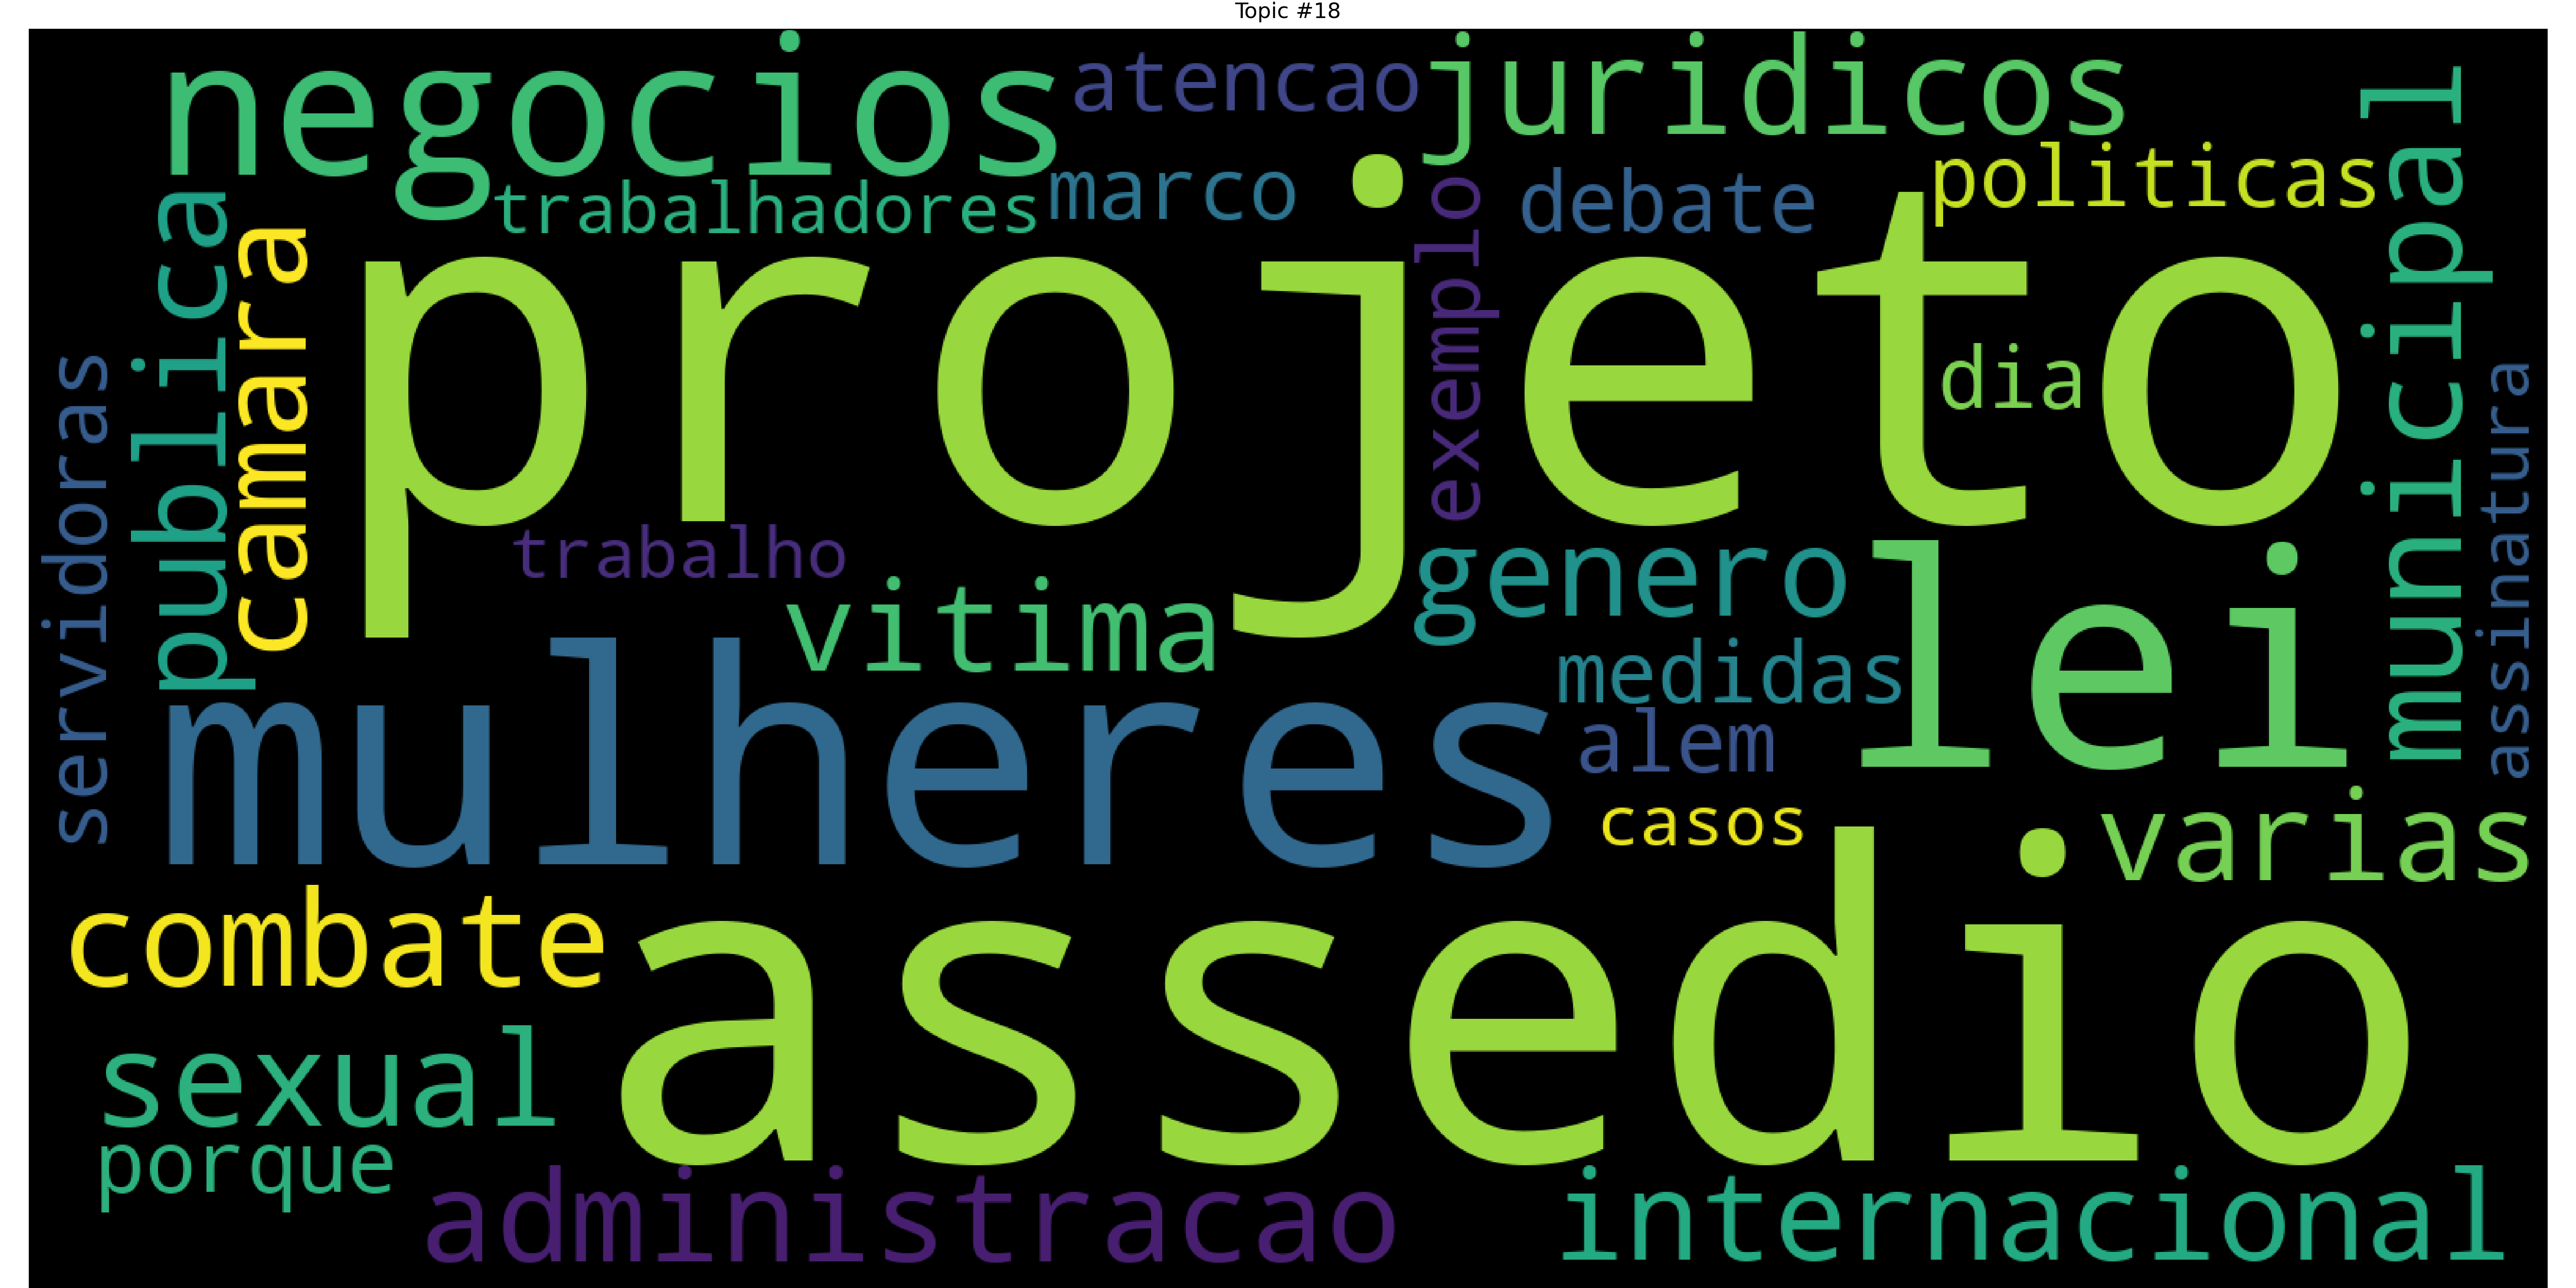 Topic #18
negocios
atencao
juridicos
politicas
municipal
trabalhadores
marco
debate
publica
camara
exemplo
projeto
dia
servidoras
assinatura
trabalho
genero
lei
vitima
medidas
mulheres
alem
casos
varias
combate
assedio
sexual
porque
administracao
internacional